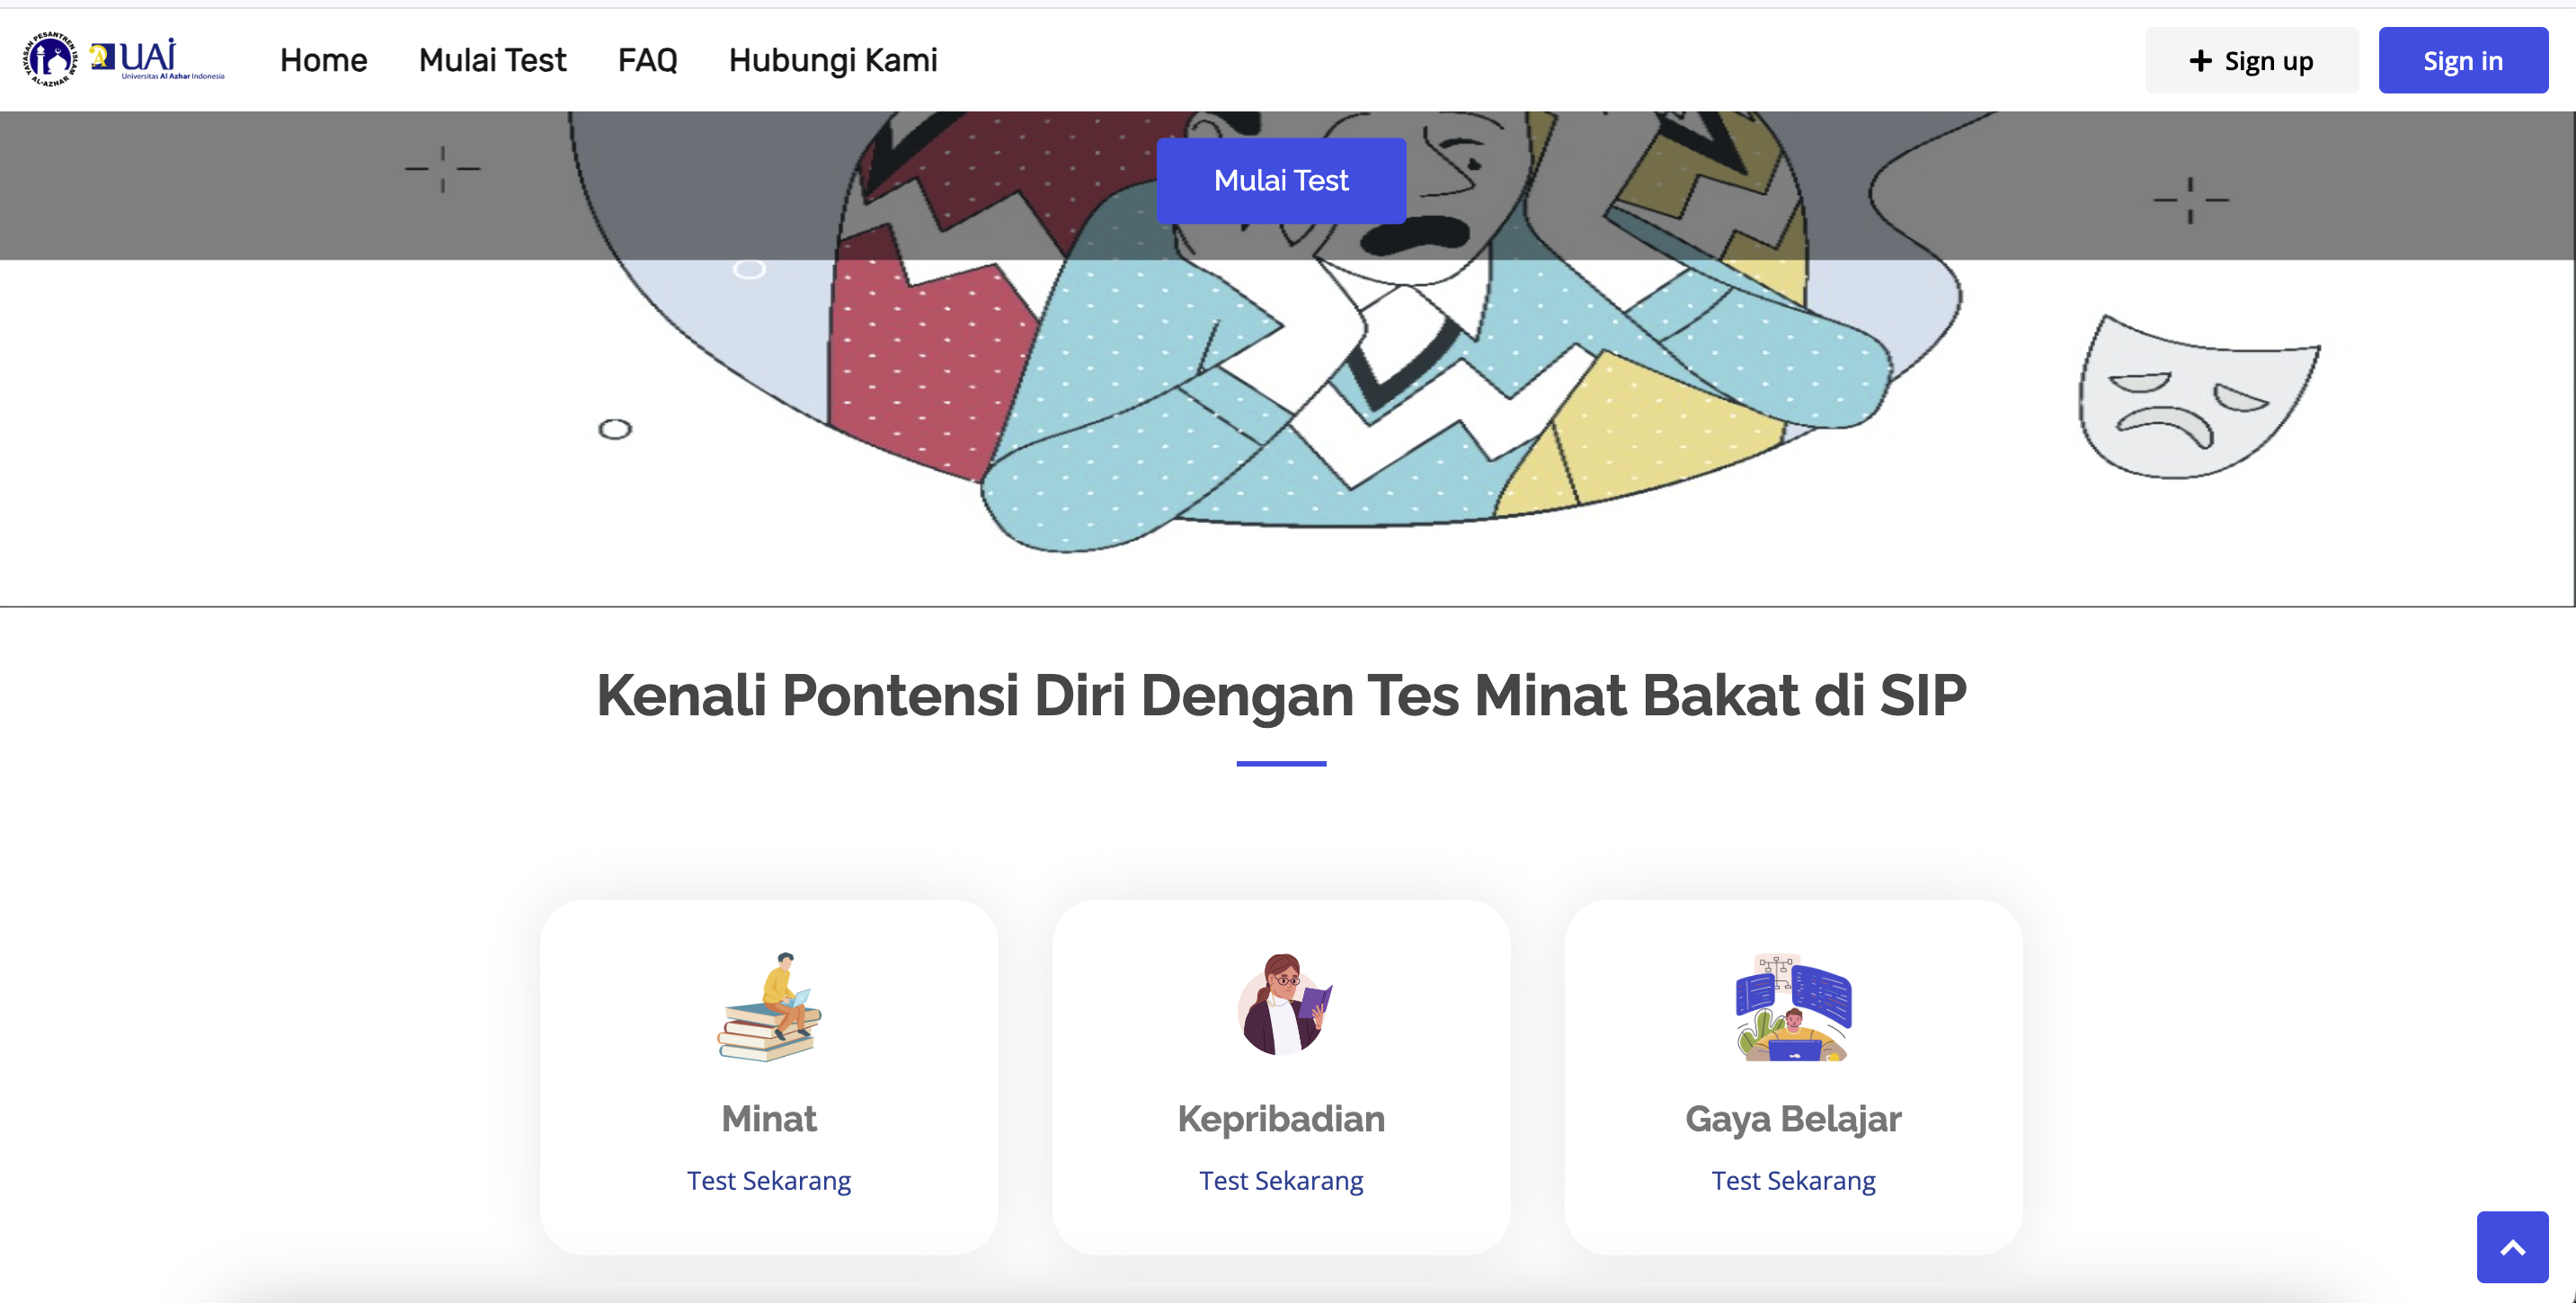 YAYASAN PESANTREN ISLAM
AL-AZHAR
UAI
Universitas Al Azhar Indonesia
Home
Mulai Test
FAQ
Hubungi Kami
Sign up
Sign in
Mulai Test
Kenali Pontensi Diri Dengan Tes Minat Bakat di SIP
Minat
Kepribadian
Gaya Belajar
Test Sekarang
Test Sekarang
Test Sekarang